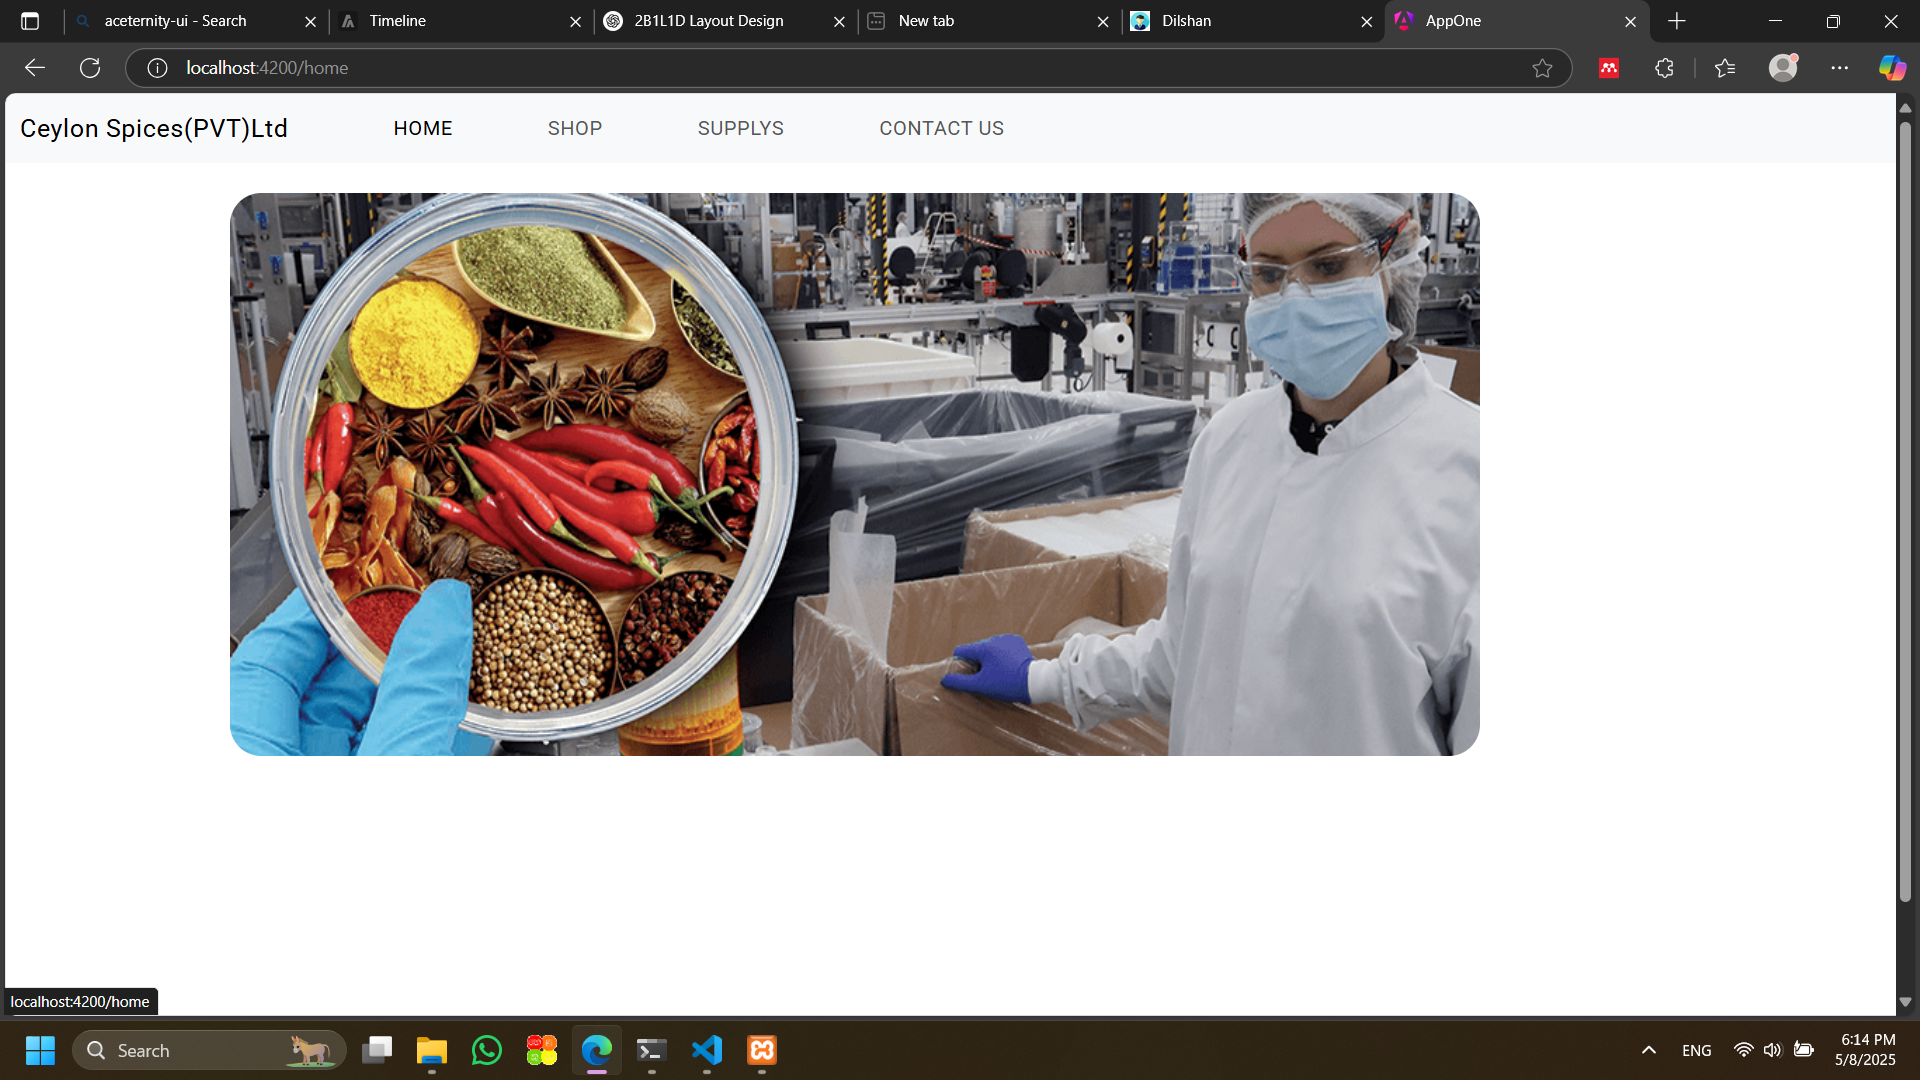 aceternity-ui - Search
Timeline
2B1L1D Layout Design
New tab
Dilshan
AppOne
localhost:4200/home
Ceylon Spices(PVT)Ltd
HOME
SHOP
SUPPLYS
CONTACT US
localhost:4200/home
Search
ENG
6:14 PM
5/8/2025